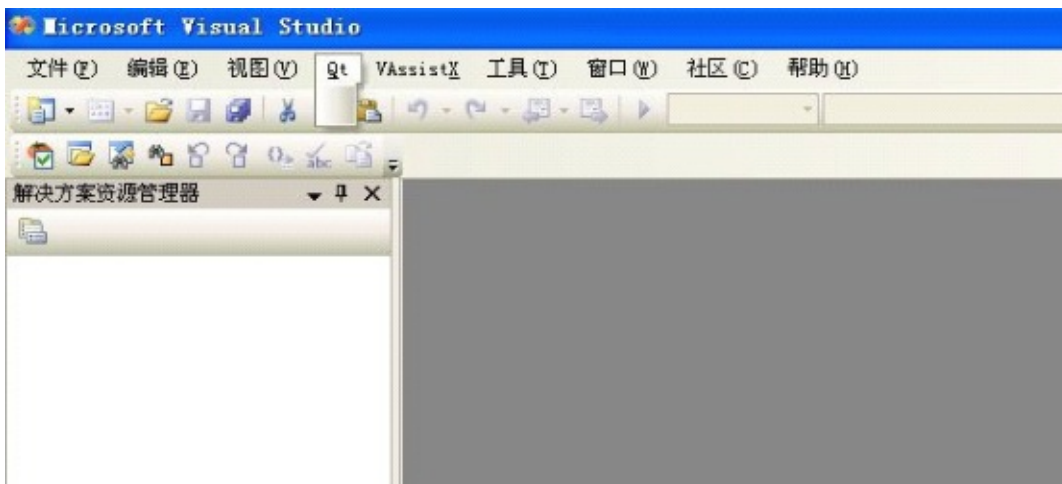 Microsoft Visual Studio
文件(F) 编辑(E) 视图(V) Qt VAssistX 工具(T) 窗口(W) 社区(C) 帮助(H)
abc
解决方案资源管理器